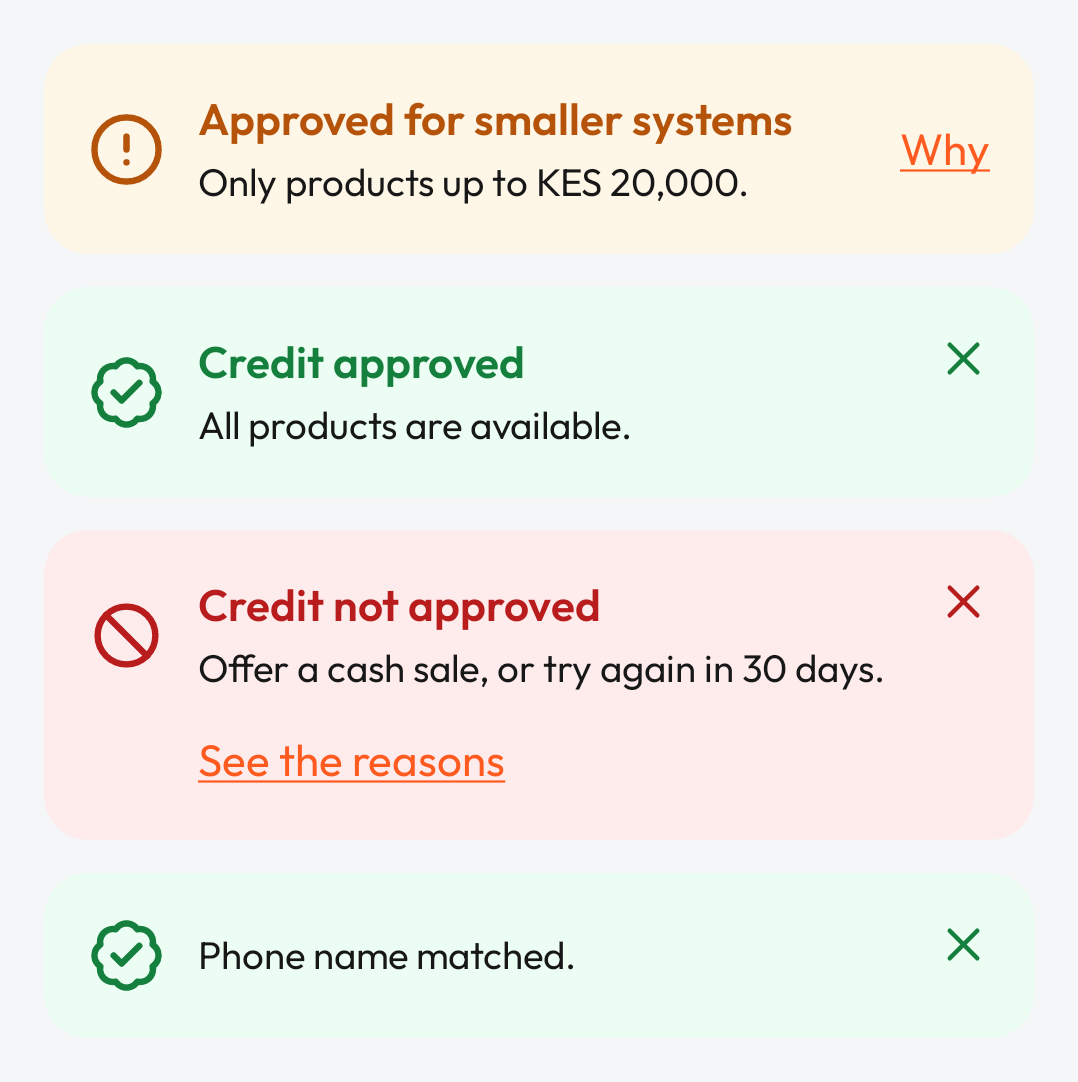 Approved for smaller systems
Only products up to KES 20,000.
Why
Credit approved
All products are available.
Credit not approved
Offer a cash sale, or try again in 30 days.
See the reasons
Phone name matched.